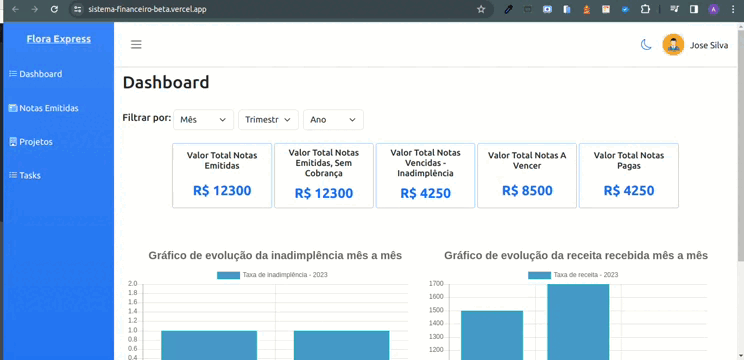 sistema-financeiro-beta.vercel.app
A
Flora Express
Jose Silva
Dashboard
Notas Emitidas
Projetos
Tasks
Dashboard
Filtrar por:
Mês
Trimestr
Ano
Valor Total Notas
Emitidas
R$ 12300
Valor Total Notas
Emitidas, Sem
Cobrança
R$ 12300
Valor Total Notas
Vencidas -
Inadimplência
R$ 4250
Valor Total Notas A
Vencer
R$ 8500
Valor Total Notas
Pagas
R$ 4250
Gráfico de evolução da inadimplência mês a mês
Taxa de inadimplência - 2023
2.0
1.8
1.6
1.4
1.2
1.0
0.8
0.6
0.4
Gráfico de evolução da receita recebida mês a mês
Taxa de receita - 2023
1700
1600
1500
1400
1300
1200